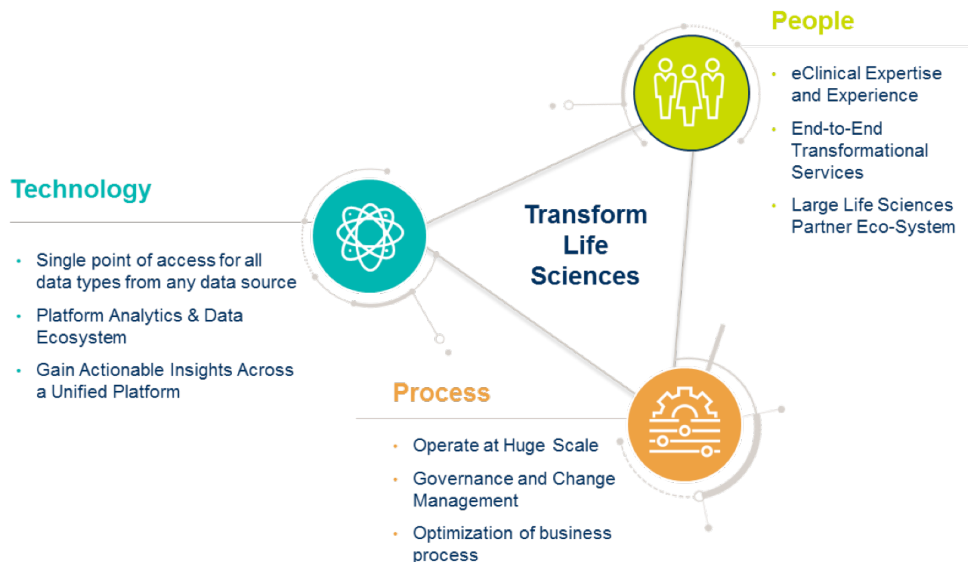 People
eClinical Expertise
and Experience
End-to-End
Transformational
Services
Large Life Sciences
Partner Eco-System
Technology
Single point of access for all
data types from any data source
Platform Analytics & Data
Ecosystem
Gain Actionable Insights Across
a Unified Platform
Transform
Life
Sciences
Process
Operate at Huge Scale
Governance and Change
Management
Optimization of business
process